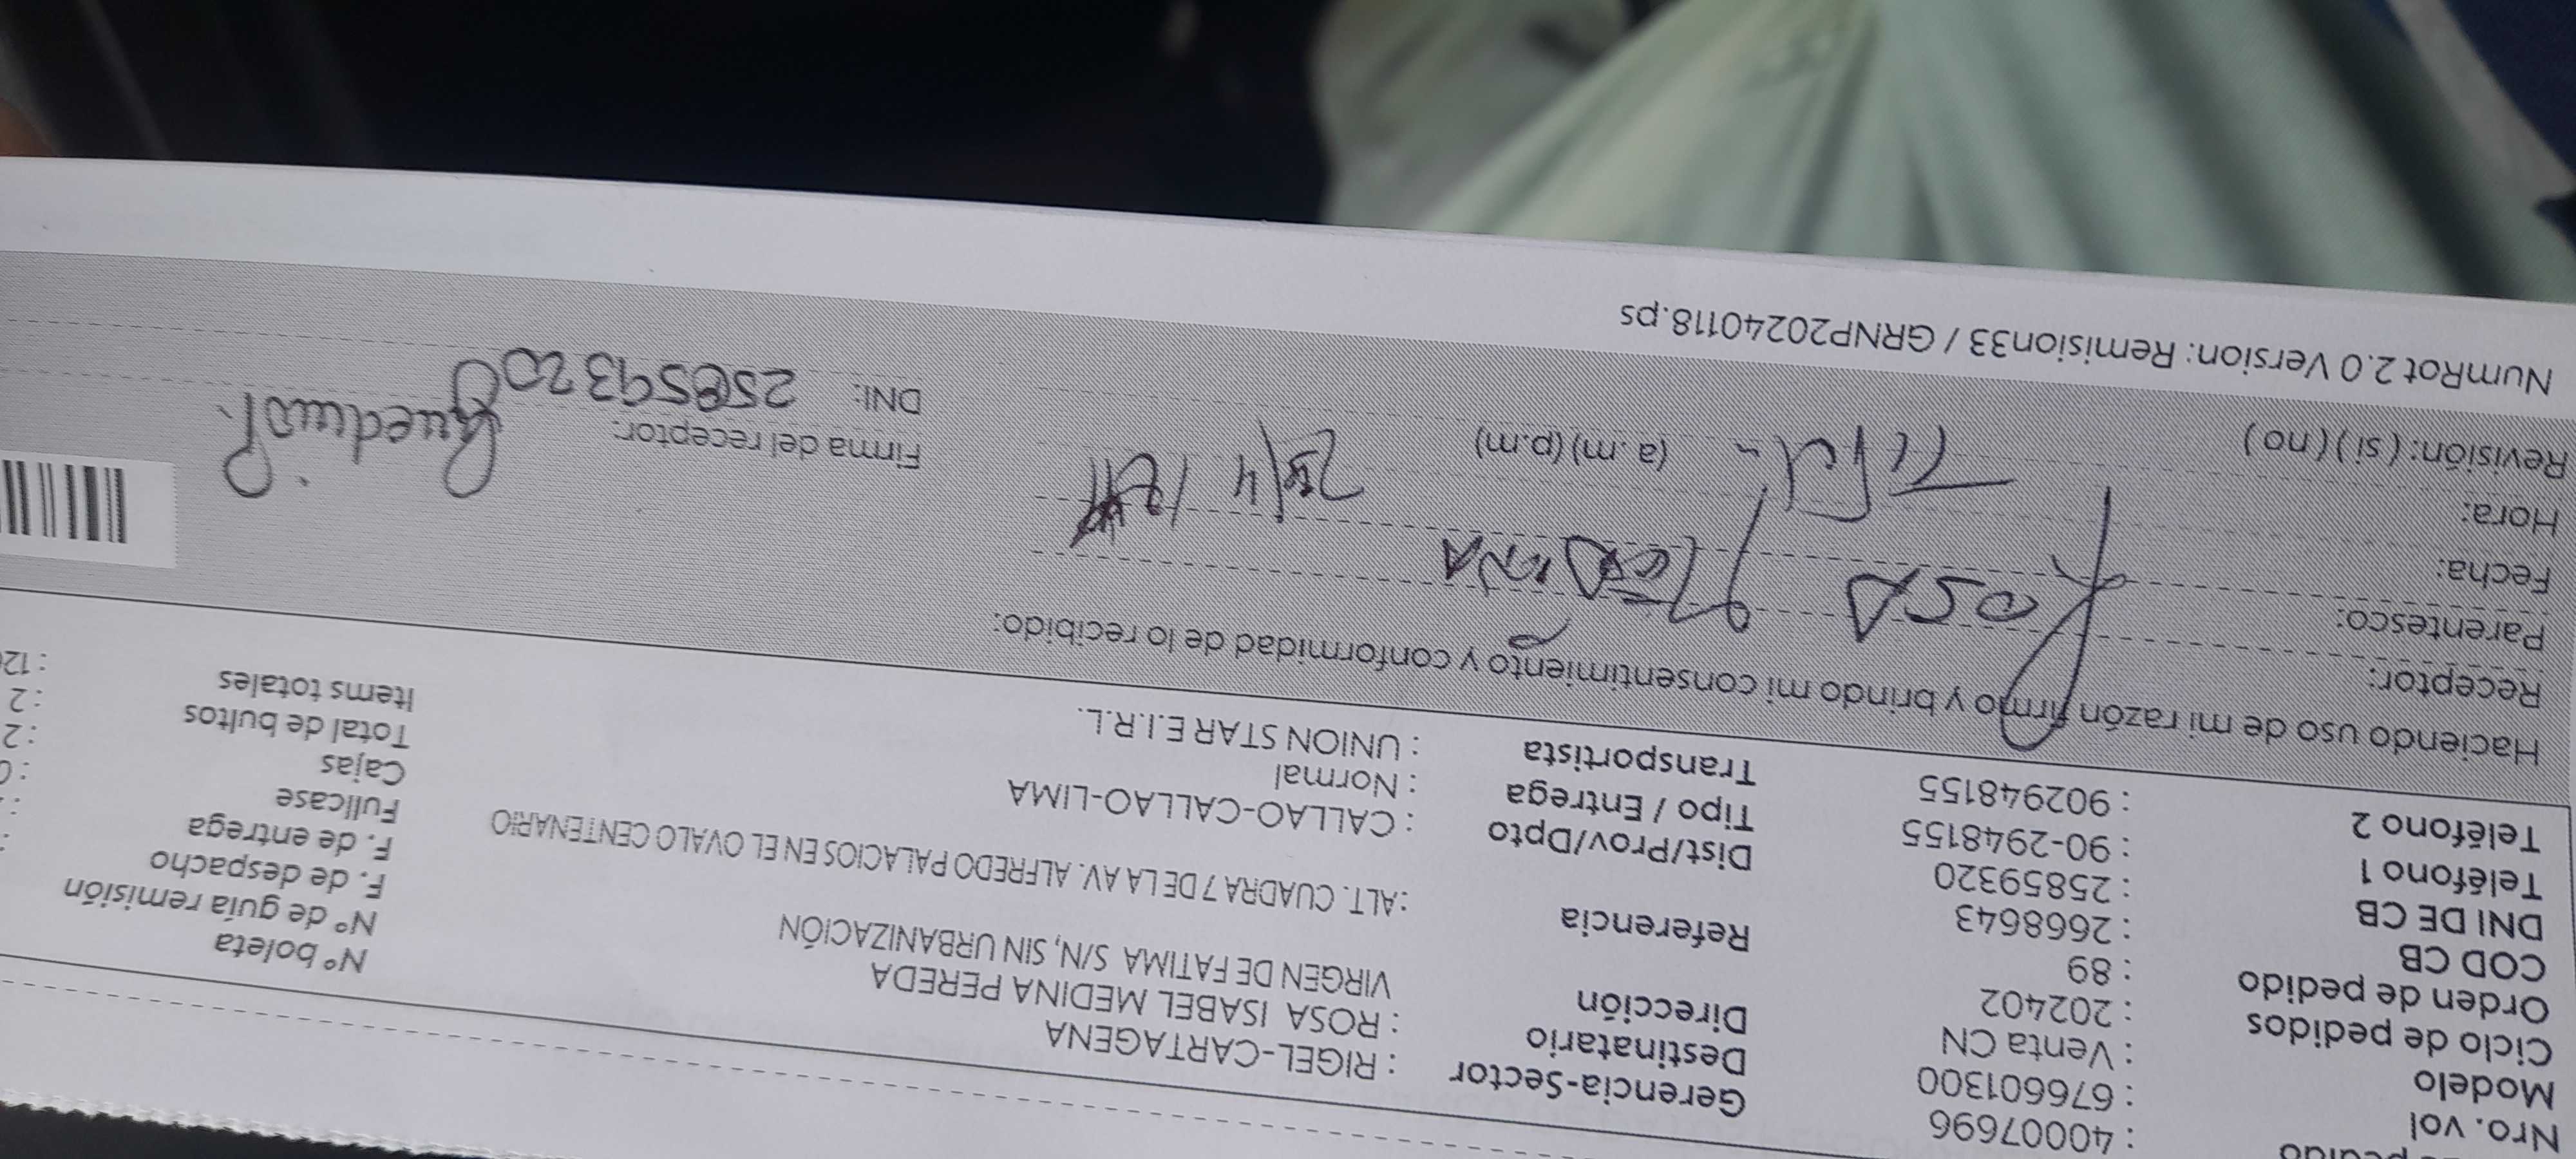 : 40007696
Nro. vol : 676601300 Gerencia-Sector : RIGEL-CARTAGENA
Modelo : Venta CN Destinatario : ROSA ISABEL MEDINA PEREDA Nº boleta
Ciclo de pedidos : 202402 Dirección VIRGEN DE FATIMA S/N, SIN URBANIZACIÓN Nº de guía remisión
Orden de pedido : 89 F. de despacho
COD CB : 2668643 Referencia :ALT. CUADRA 7 DE LA AV. ALFREDO PALACIOS EN EL OVALO CENTENARIO F. de entrega
DNI DE CB : 25859320 Dist/Prov/Dpto : CALLAO-CALLAO-LIMA Fullcase
Teléfono 1 : 90-2948155 Tipo / Entrega : Normal Cajas : 2
Teléfono 2 : 902948155 Transportista : UNION STAR E.I.R.L. Total de bultos : 2
Items totales
Haciendo uso de mi razón firmo y brindo mi consentimiento y conformidad de lo recibido:
Receptor: ROSA MEDINA
Parentesco:
Fecha:
Hora: (a.m) (p.m) Firma del receptor:
Revisión: ( si ) ( no ) DNI: 25859320
NumRot 2.0 Version: Remision33 / GRNP20240118.ps